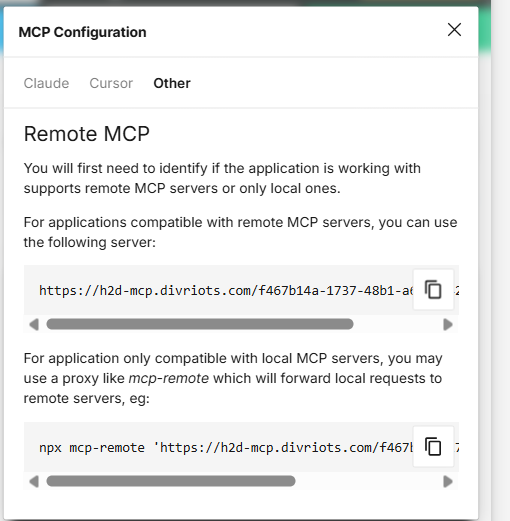 MCP Configuration
Claude Cursor Other
Remote MCP
You will first need to identify if the application is working with
supports remote MCP servers or only local ones.
For applications compatible with remote MCP servers, you can use
the following server:
https://h2d-mcp.divriots.com/f467b14a-1737-48b1-a
For application only compatible with local MCP servers, you may
use a proxy like mcp-remote which will forward local requests to
remote servers, eg:
npx mcp-remote 'https://h2d-mcp.divriots.com/f467